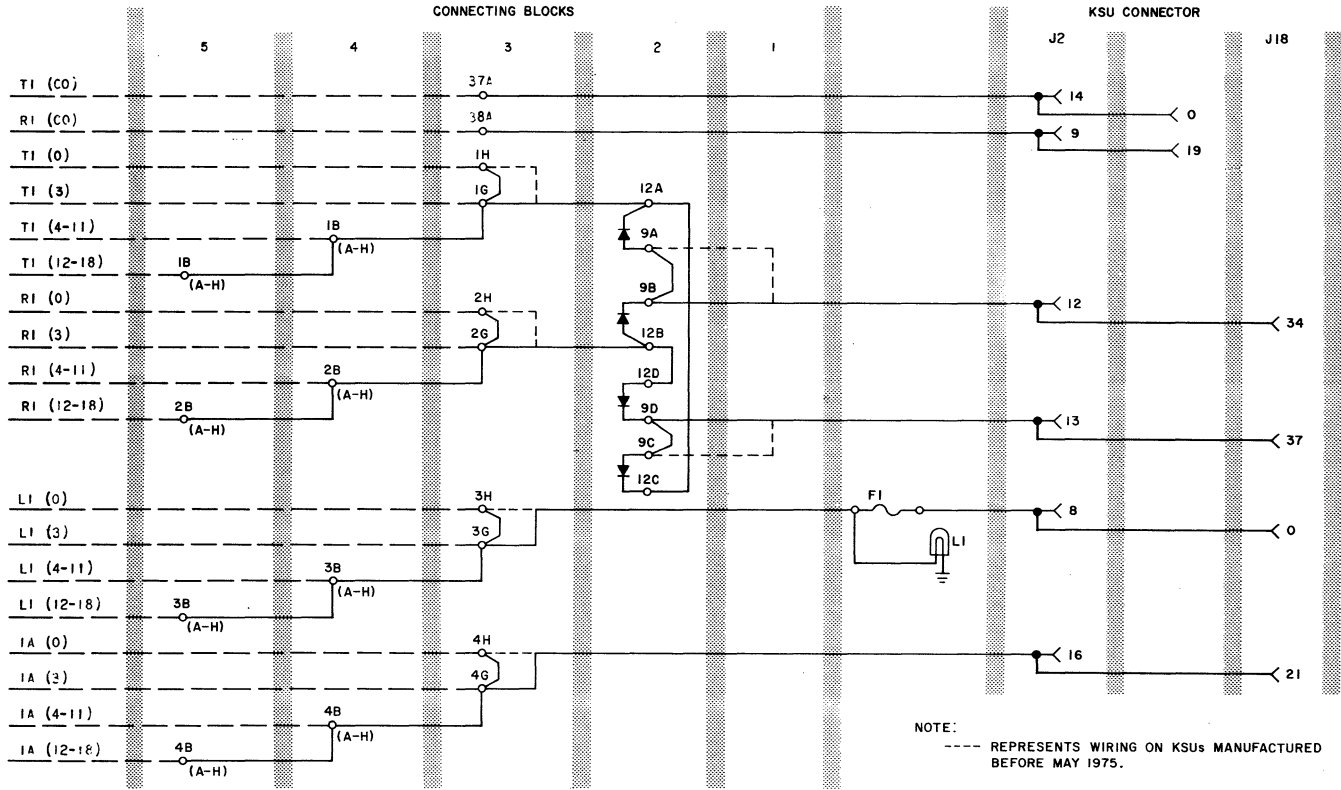 CONNECTING BLOCKS
KSU CONNECTOR
5 4 3 2 1 J2 J18
T1 (CO) 37A 14
0
R1 (CO) 38A 9
19
T1 (0) 1H
T1 (3) 1G 12A
T1 (4-11) 1B
(A-H) 9A
T1 (12-18) 1B
(A-H)
R1 (0) 2H 9B 12
34
R1 (3) 2G 12B
R1 (4-11) 2B 12D
(A-H)
R1 (12-18) 2B 9D 13
(A-H)
37
9C
12C
L1 (0) 3H F1 8
0
L1 (3) 3G L1
L1 (4-11) 3B
(A-H)
L1 (12-18) 3B
(A-H)
1A (0) 4H 16
21
1A (3) 4G
1A (4-11) 4B
(A-H)
1A (12-18) 4B
(A-H)
NOTE:
---- REPRESENTS WIRING ON KSUs MANUFACTURED
BEFORE MAY 1975.